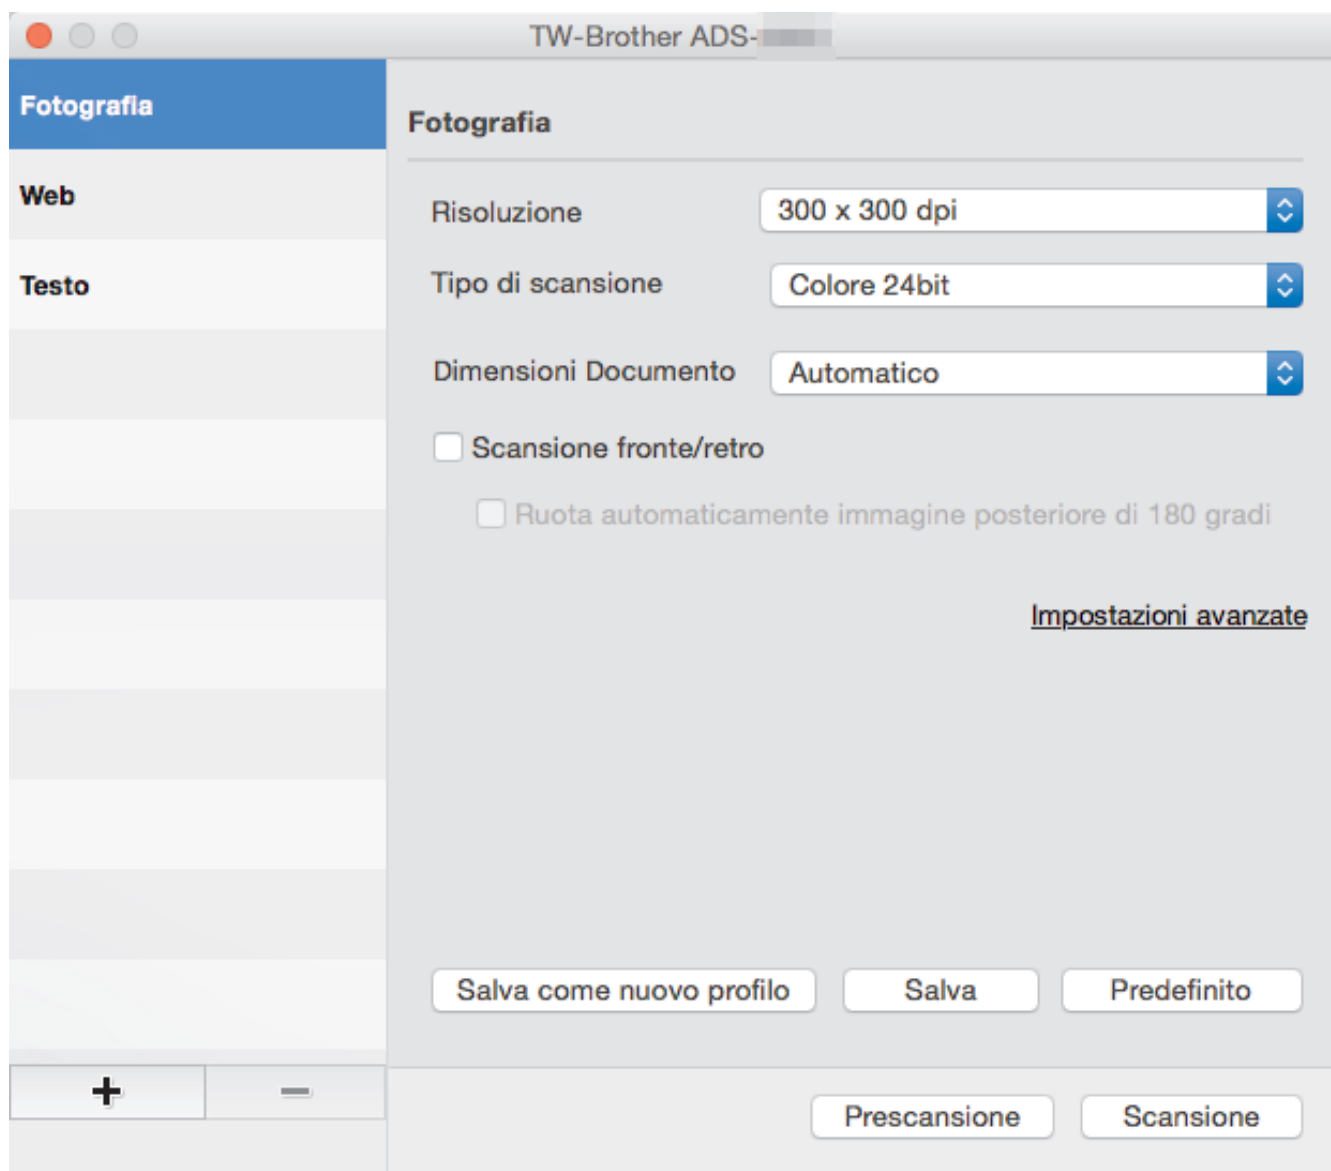 TW-Brother ADS-
Fotografia
Web
Testo
Fotografia
Risoluzione 300 x 300 dpi
Tipo di scansione Colore 24bit
Dimensioni Documento Automatico
Scansione fronte/retro
Ruota automaticamente immagine posteriore di 180 gradi
Impostazioni avanzate
Salva come nuovo profilo Salva Predefinito
+ −
Prescansione Scansione